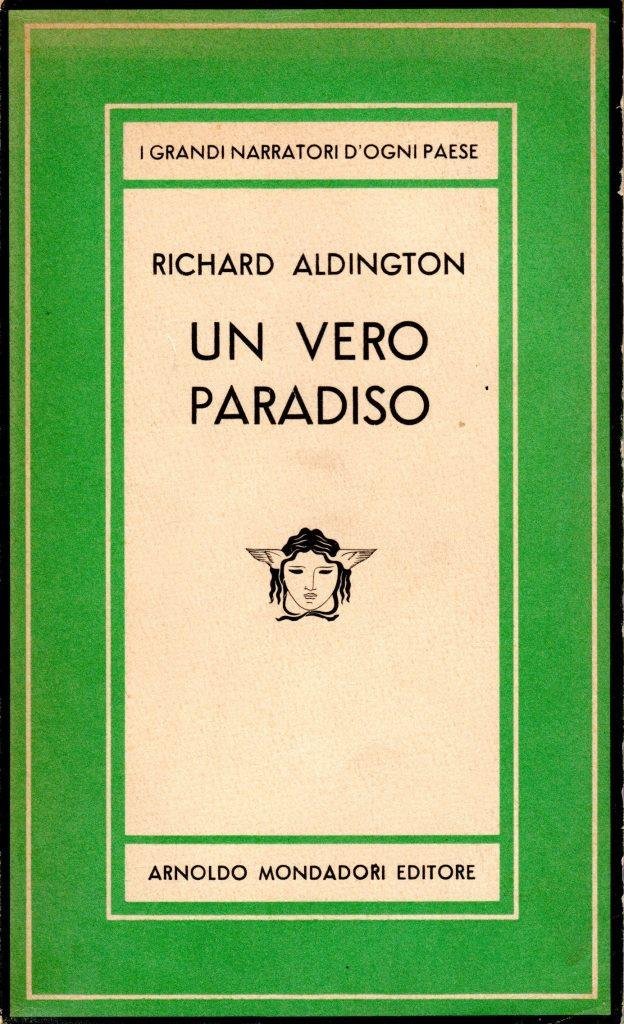 I GRANDI NARRATORI D'OGNI PAESE
RICHARD ALDINGTON
UN VERO
PARADISO
ARNOLDO MONDADORI EDITORE